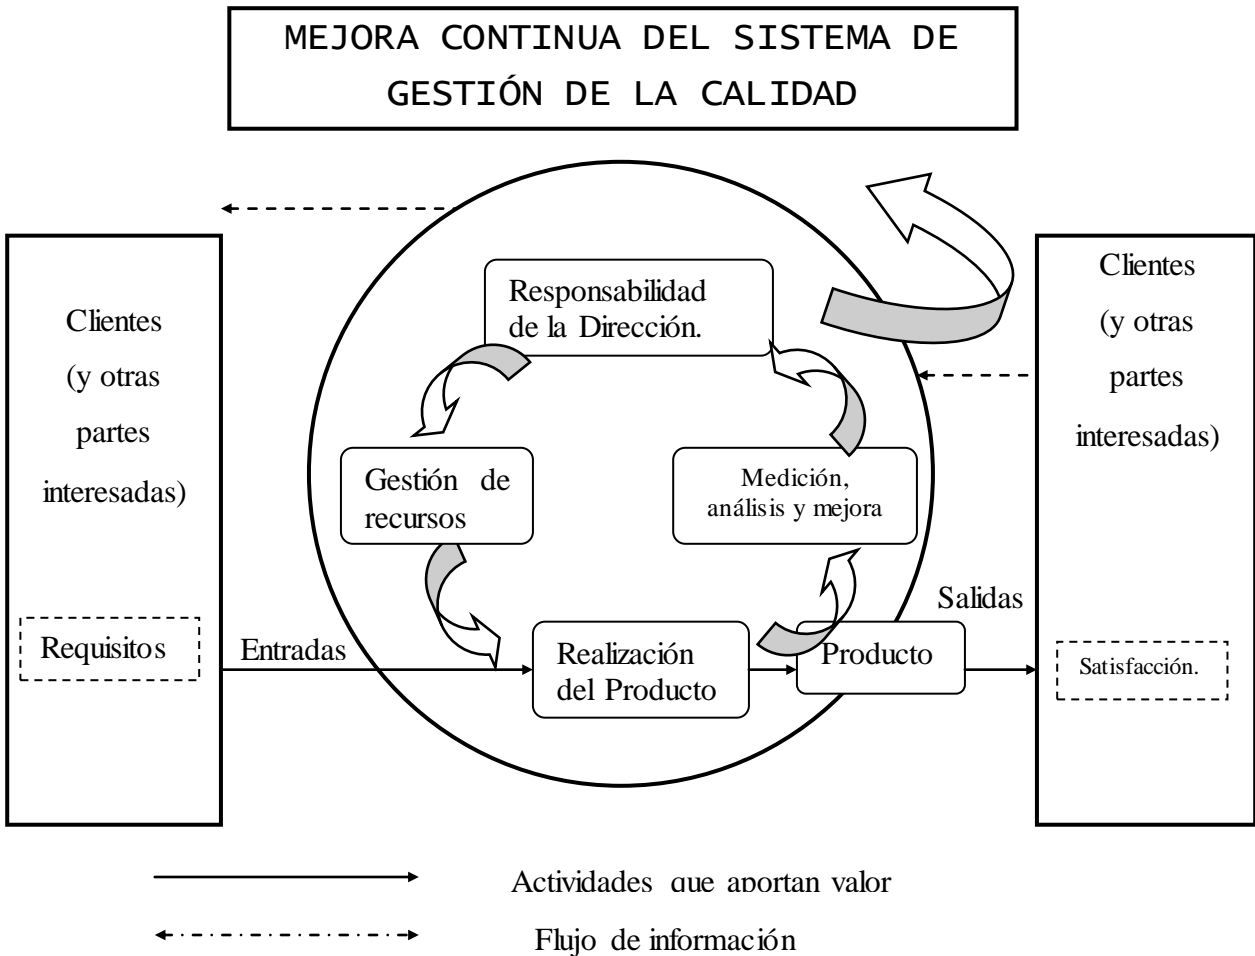 MEJORA CONTINUA DEL SISTEMA DE
GESTIÓN DE LA CALIDAD
Clientes
(y otras
partes
interesadas)
Requisitos
Entradas
Responsabilidad
de la Dirección.
Gestión de
recursos
Medición,
análisis y mejora
Realización
del Producto
Producto
Salidas
Clientes
(y otras
partes
interesadas)
Satisfacción.
Actividades que aportan valor
Flujo de información